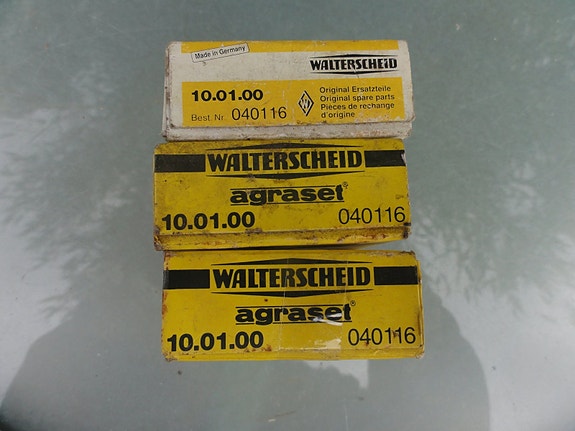 Made in Germany
WALTERSCHEID
10.01.00
Best. Nr. 040116
Original Ersatzteile
Original spare parts
Pieces de rechange
d'origine
WALTERSCHEID
agraset®
10.01.00 040116
WALTERSCHEID
agraset®
10.01.00 040116